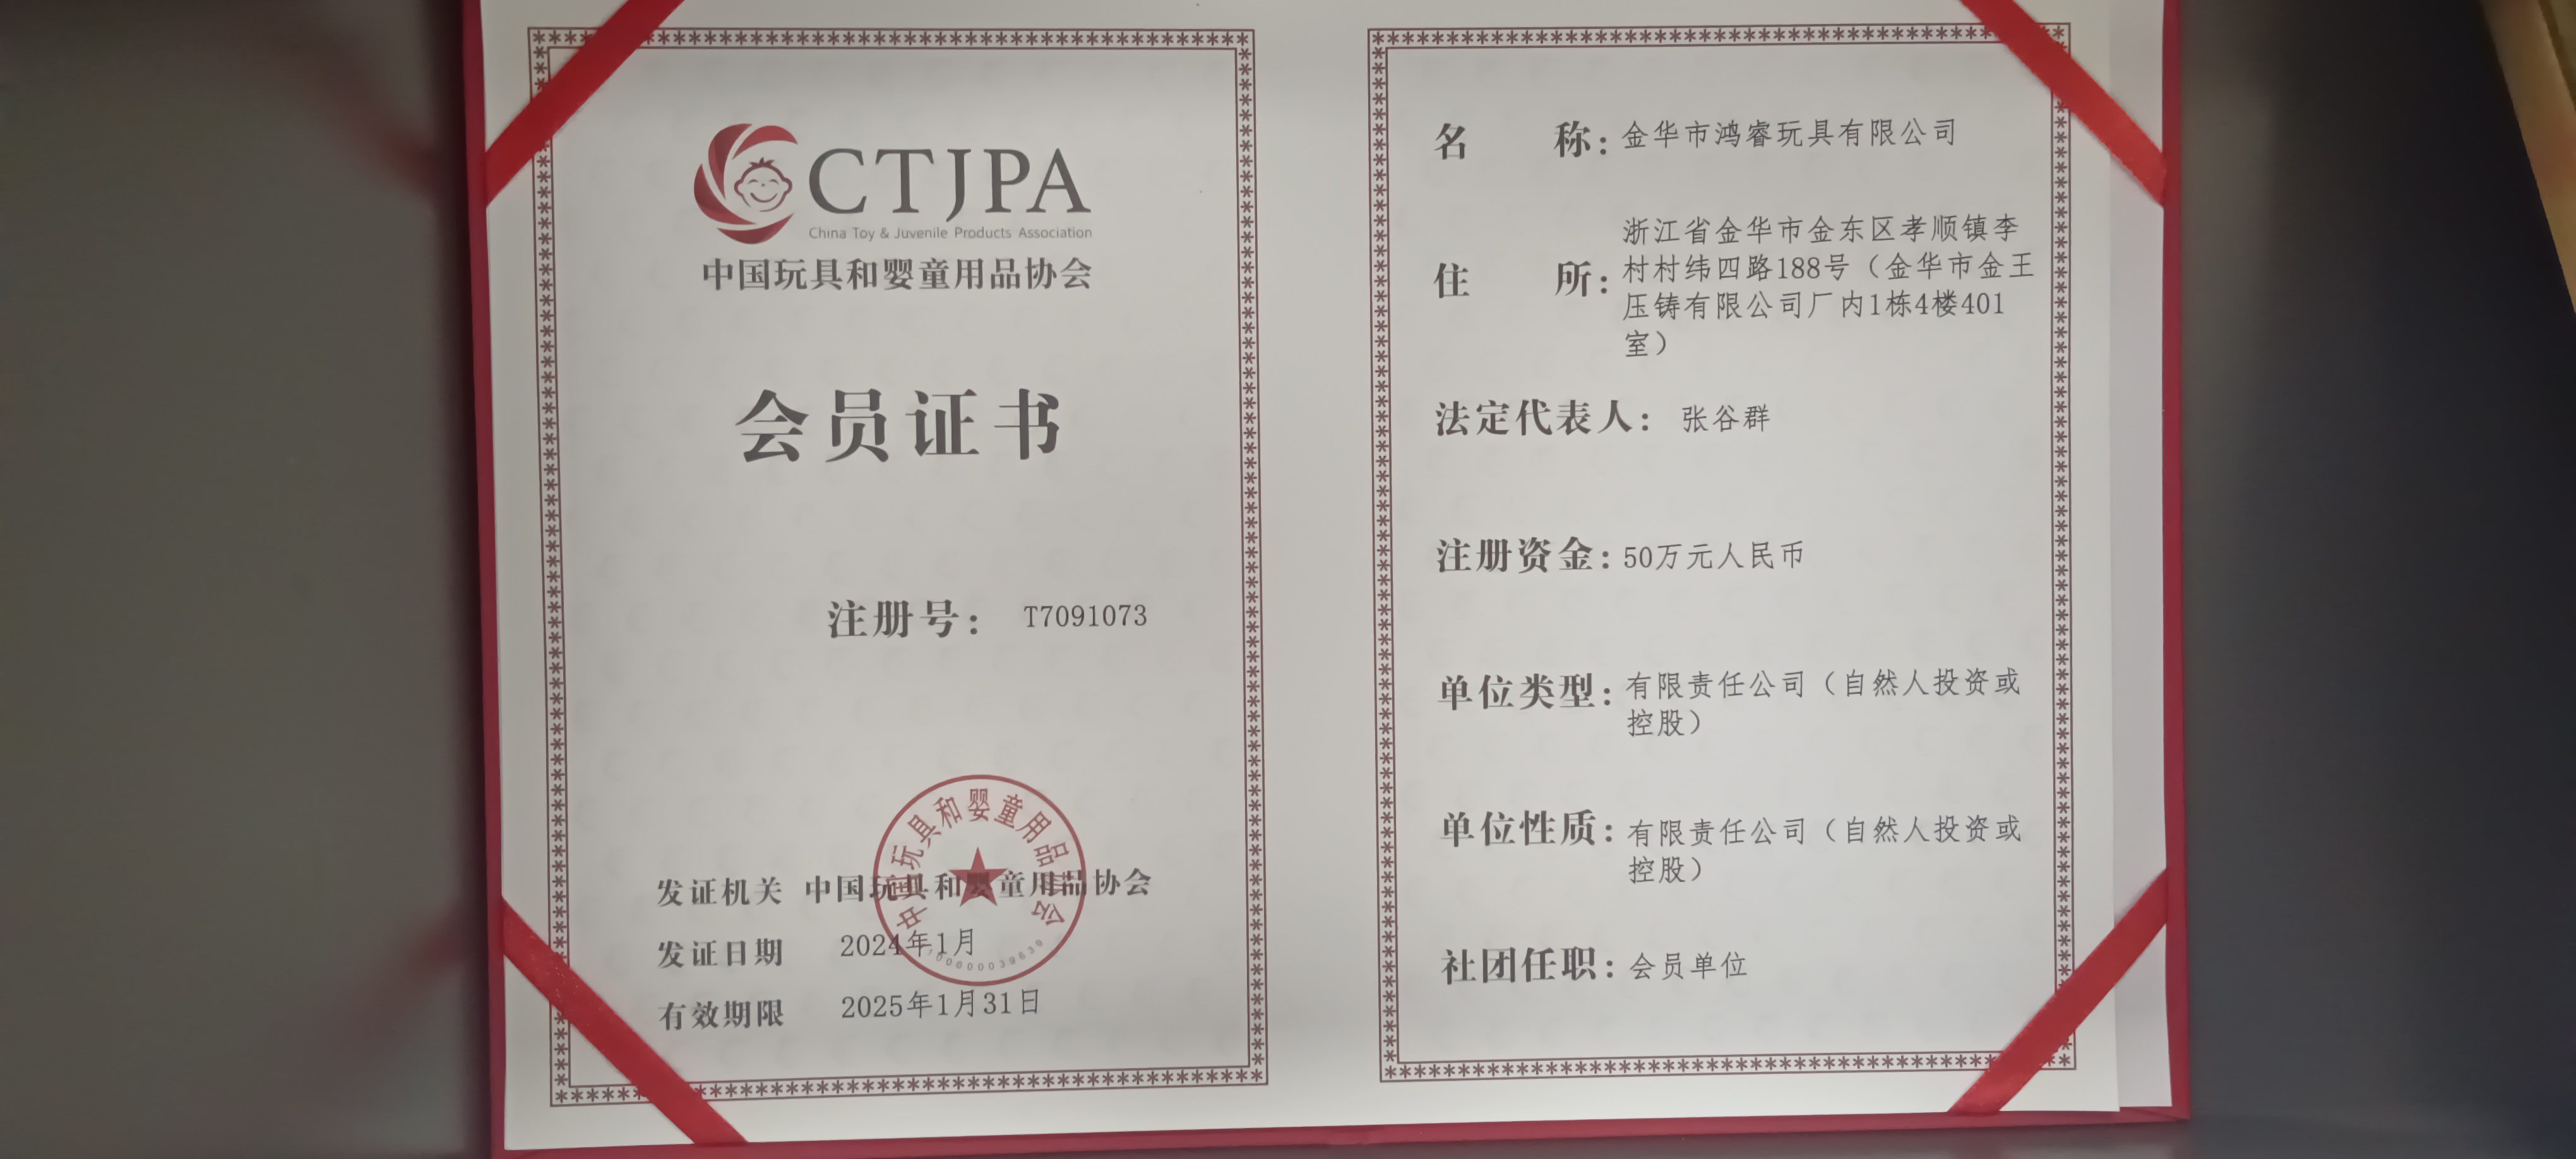 CTJPA
China Toy & Juvenile Products Association
中国玩具和婴童用品协会
会员证书
注册号： T7091073
中国玩具和婴童用品协会
发证机关 中国玩具和婴童用品协会
发证日期 2024年1月
有效期限 2025年1月31日
名 称：金华市鸿睿玩具有限公司
住 所：浙江省金华市金东区孝顺镇李
村村纬四路188号（金华市金王
压铸有限公司厂内1栋4楼401
室）
法定代表人： 张谷群
注册资金：50万元人民币
单位类型：有限责任公司（自然人投资或
控股）
单位性质：有限责任公司（自然人投资或
控股）
社团任职：会员单位